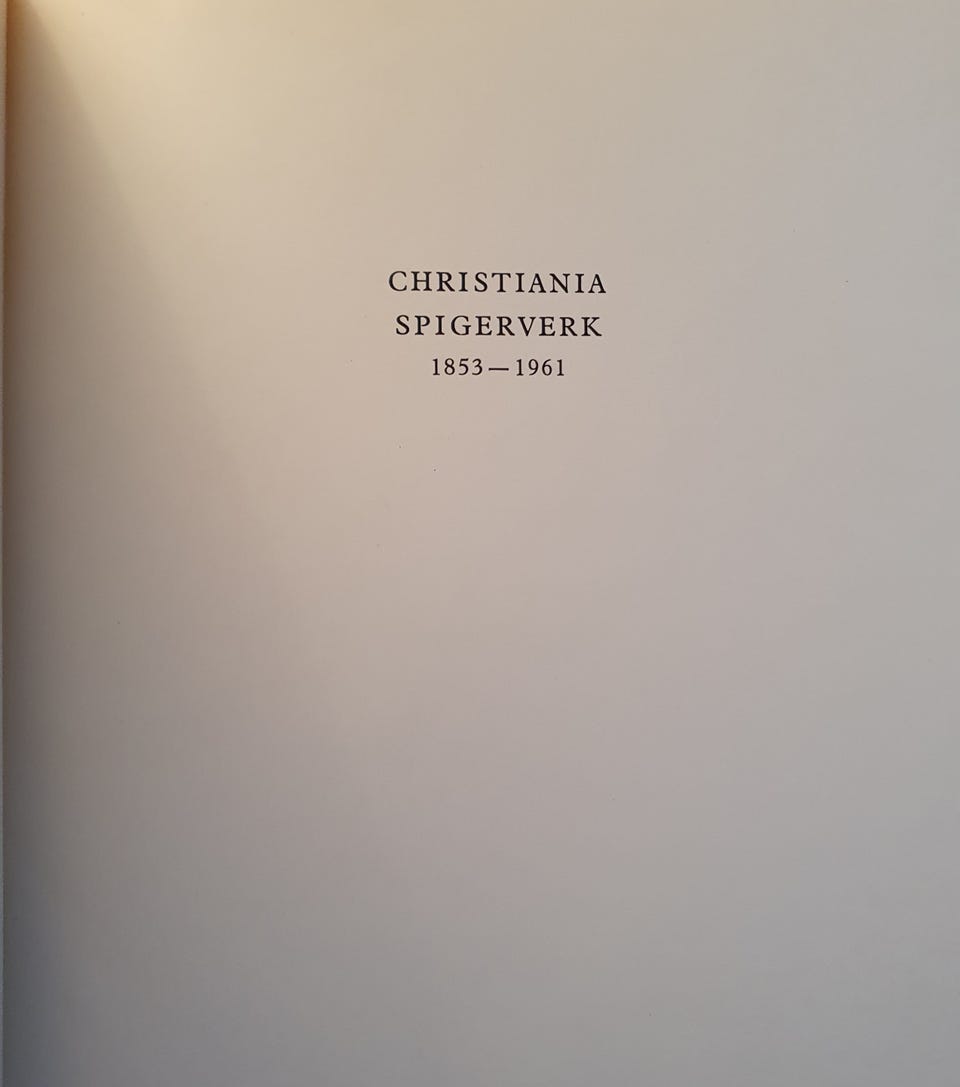 CHRISTIANIA
SPIGERVERK
1853—1961